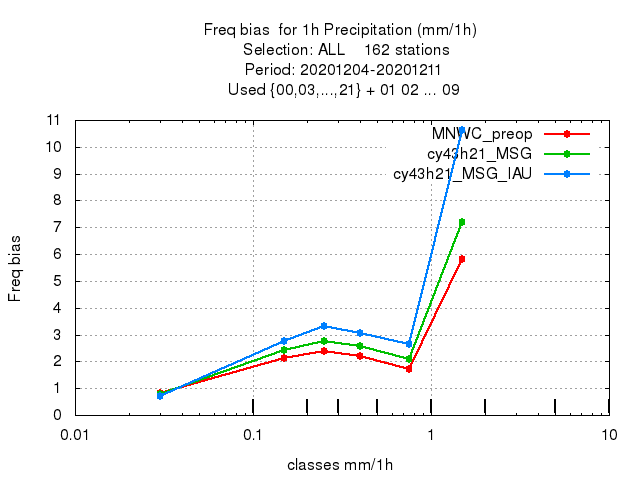 Freq bias  for 1h Precipitation (mm/1h)
Selection: ALL    162 stations
Period: 20201204-20201211
Used {00,03,...,21} + 01 02 ... 09
MNWC_preop
cy43h21_MSG
cy43h21_MSG_IAU
11
10
9
8
7
6
5
4
3
2
1
0
Freq bias
0.01 0.1 1 10
classes mm/1h